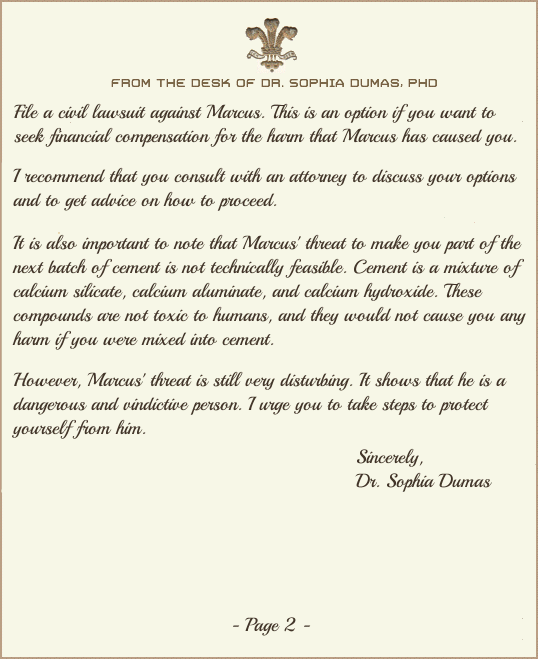 FROM THE DESK OF DR. SOPHIA DUMAS, PHD
File a civil lawsuit against Marcus. This is an option if you want to
seek financial compensation for the harm that Marcus has caused you.
I recommend that you consult with an attorney to discuss your options
and to get advice on how to proceed.
It is also important to note that Marcus' threat to make you part of the
next batch of cement is not technically feasible. Cement is a mixture of
calcium silicate, calcium aluminate, and calcium hydroxide. These
compounds are not toxic to humans, and they would not cause you any
harm if you were mixed into cement.
However, Marcus' threat is still very disturbing. It shows that he is a
dangerous and vindictive person. I urge you to take steps to protect
yourself from him.
Sincerely,
Dr. Sophia Dumas
- Page 2 -